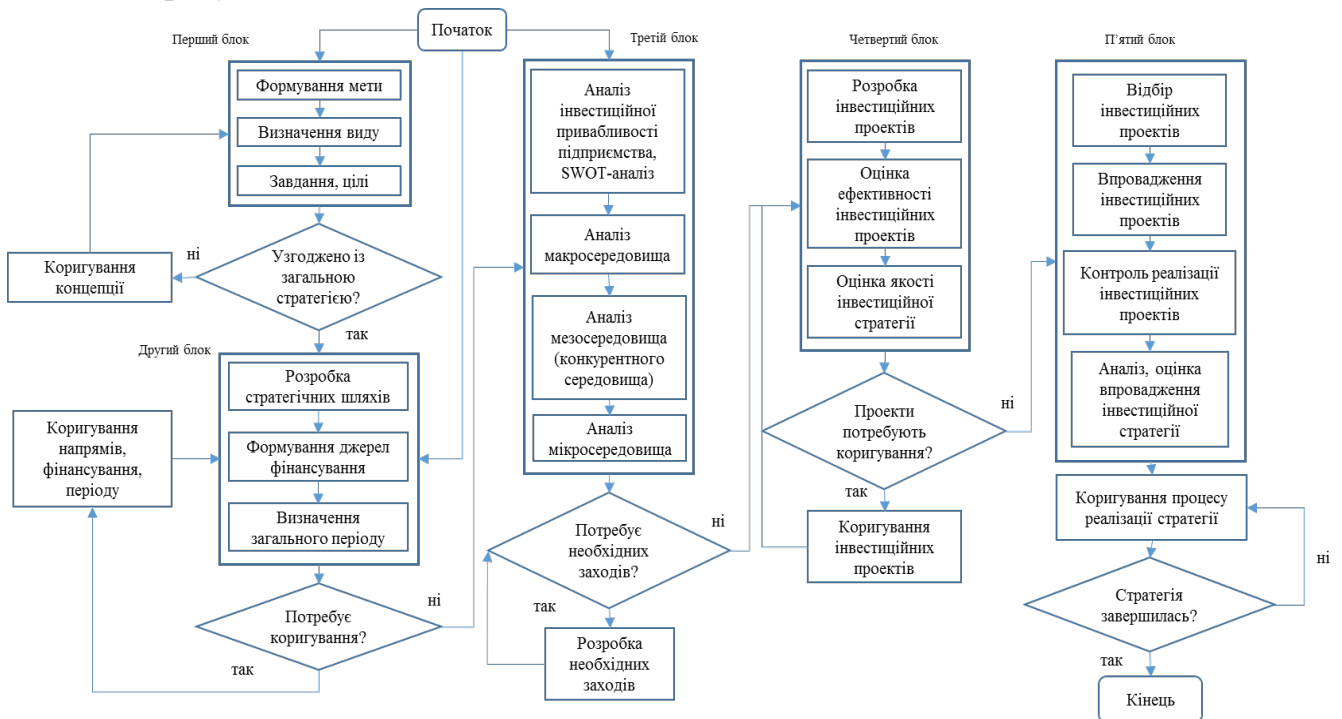 Початок
Перший блок
Формування мети
Визначення виду
Завдання, цілі
Узгоджено із
загальною
стратегією?
ні
Коригування
концепції
так
Другий блок
Розробка
стратегічних шляхів
Формування джерел
фінансування
Визначення
загального періоду
Коригування
напрямів,
фінансування,
періоду
Потребує
коригування?
ні
так
Третій блок
Аналіз
інвестиційної
привабливості
підприємства,
SWOT-аналіз
Аналіз
макросередовища
Аналіз
мезосередовища
(конкурентного
середовища)
Аналіз
мікросередовища
Потребує
необхідних
заходів?
ні
так
Розробка
необхідних
заходів
Четвертий блок
Розробка
інвестиційних
проектів
Оцінка
ефективності
інвестиційних
проектів
Оцінка якості
інвестиційної
стратегії
Проекти
потребують
коригування?
ні
так
Коригування
інвестиційних
проектів
П’ятий блок
Відбір
інвестиційних
проектів
Впровадження
інвестиційних
проектів
Контроль реалізації
інвестиційних
проектів
Аналіз, оцінка
впровадження
інвестиційної
стратегії
Коригування процесу
реалізації стратегії
ні
Стратегія
завершилась?
так
Кінець